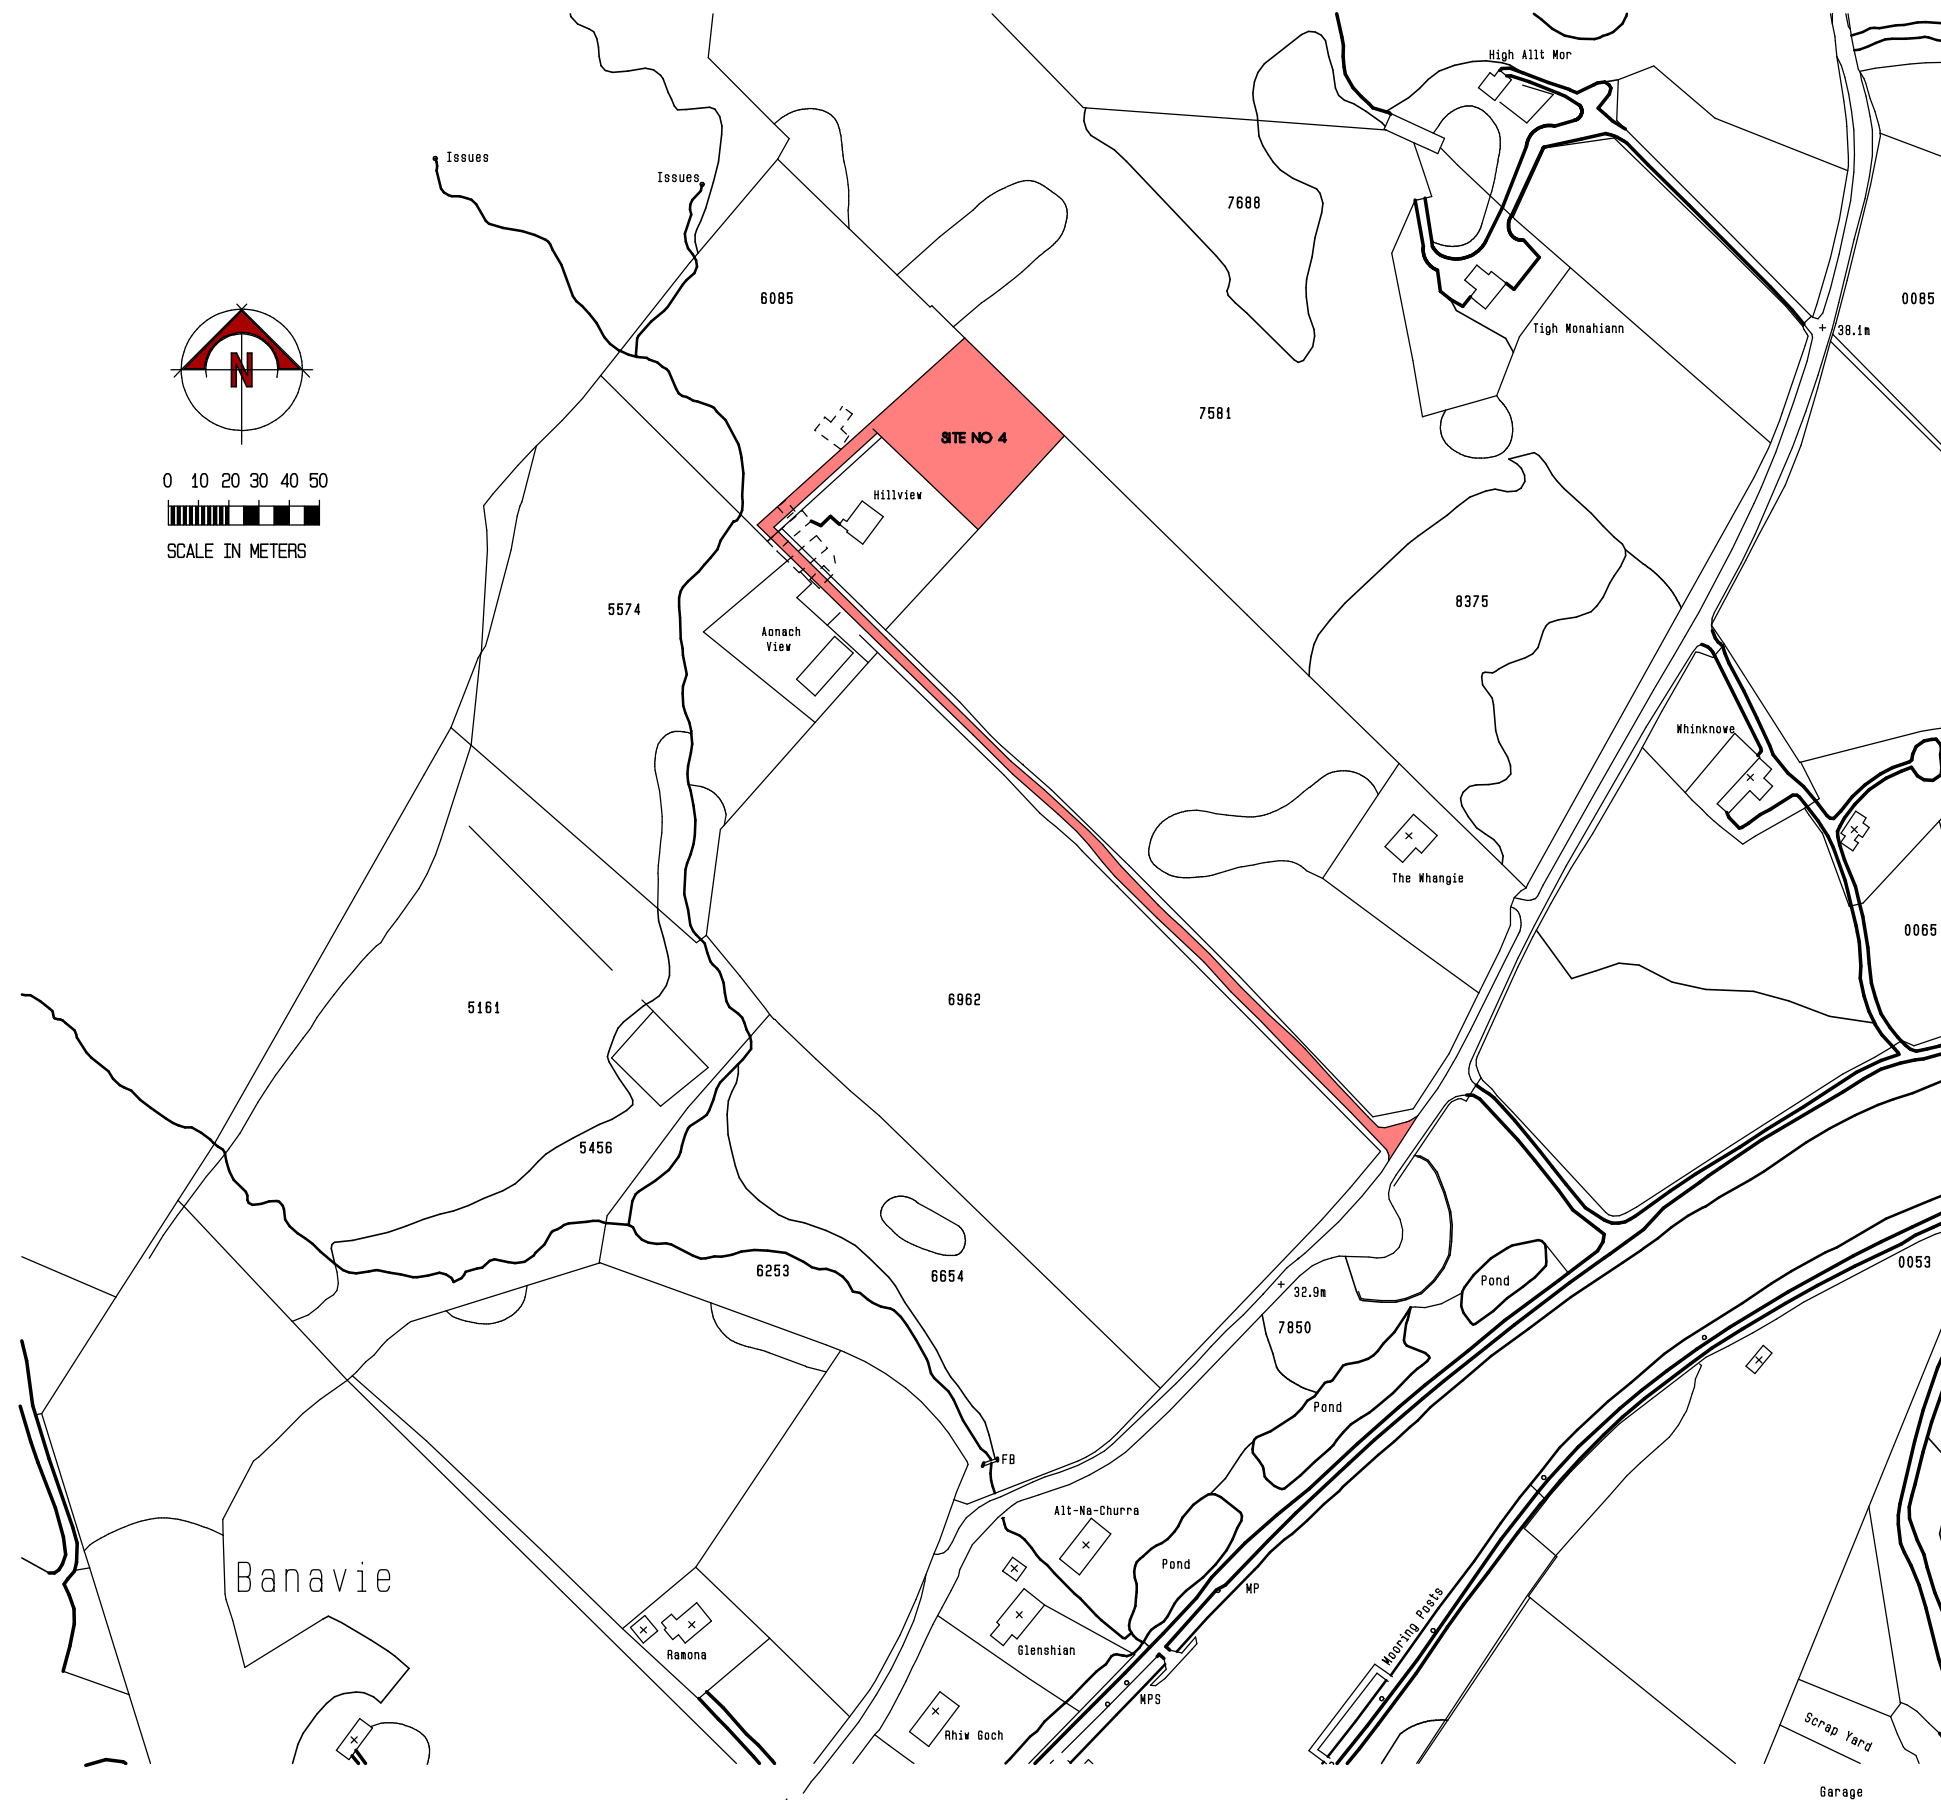 High Allt Mor
Issues
Issues
7688
6085
0085
Tigh Monahiann
38.1m
N
7581
SITE NO 4
0 10 20 30 40 50
SCALE IN METERS
Hillview
5574
8375
Aonach
View
Whinknowe
The Whangie
0065
5161
6962
5456
6253
6654
Pond
0053
32.9m
7850
Pond
FB
Alt-Na-Churra
Pond
Banavie
MP
Mooring Posts
Glenshian
Ramona
MPS
Rhiw Goch
Scrap Yard
Garage